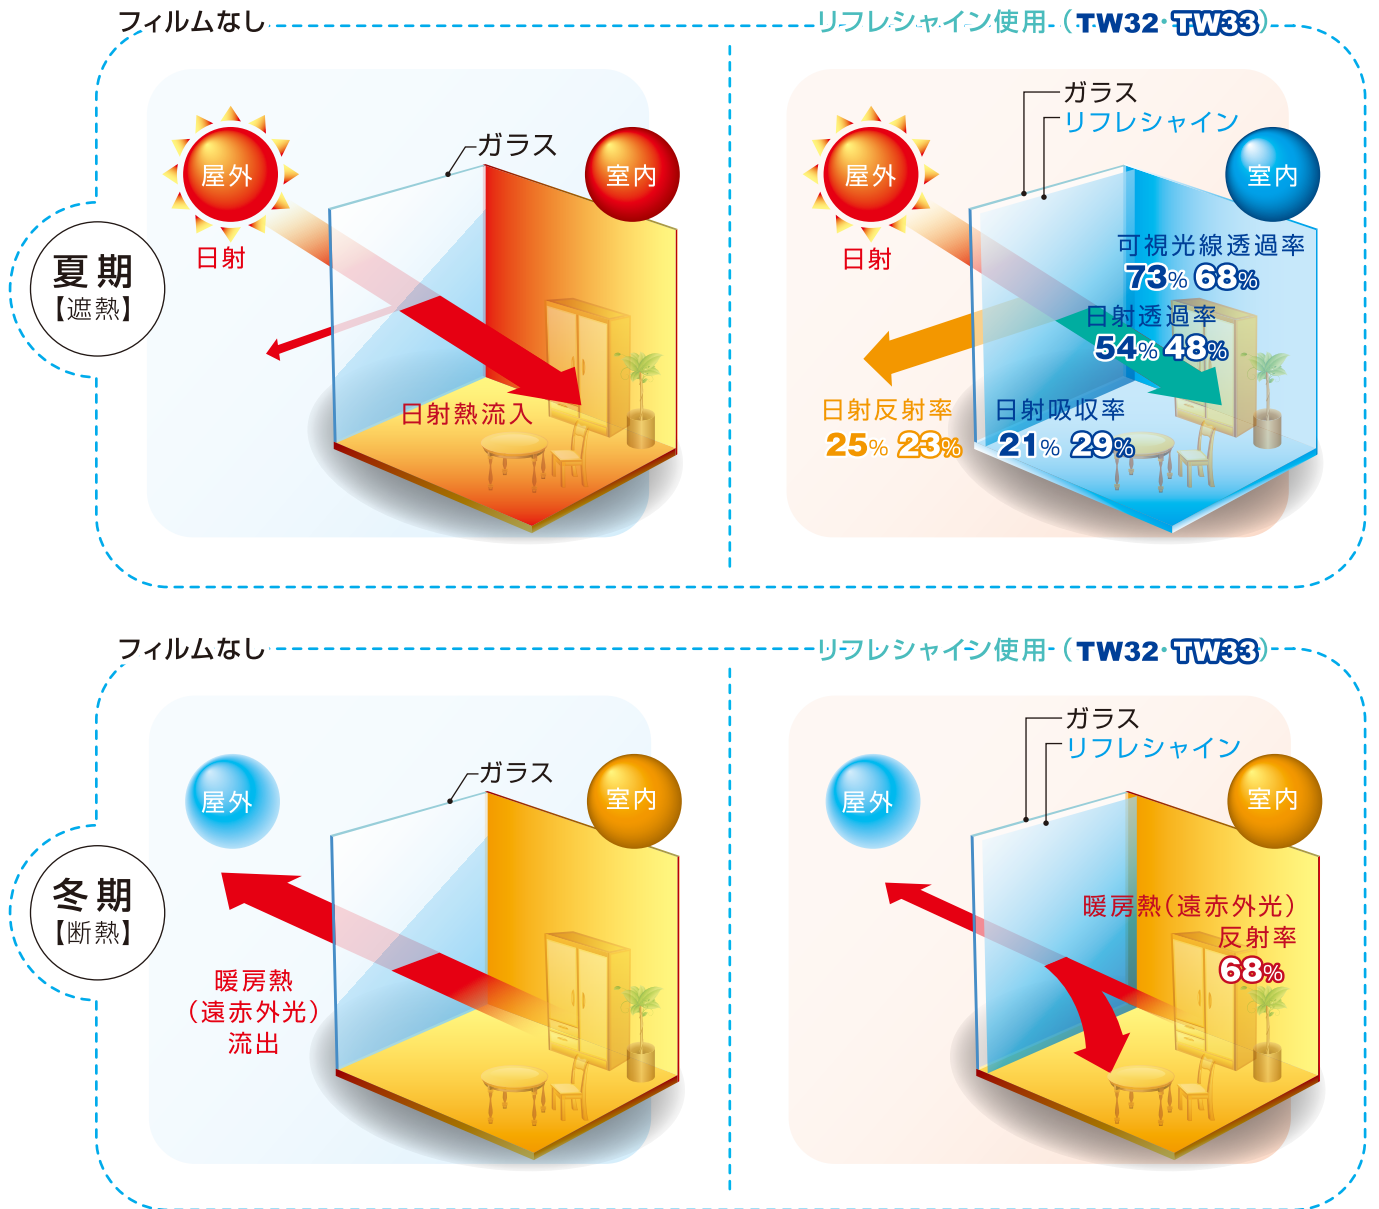 フィルムなし
リフレシャイン使用（TW32・TW33）
夏期
【遮熱】
屋外
日射
ガラス
室内
日射熱流入
屋外
日射
ガラス
リフレシャイン
室内
可視光線透過率
73% 68%
日射透過率
54% 48%
日射反射率
25% 23%
日射吸収率
21% 29%
フィルムなし
リフレシャイン使用（TW32・TW33）
冬期
【断熱】
屋外
ガラス
室内
暖房熱
（遠赤外光）
流出
屋外
ガラス
リフレシャイン
室内
暖房熱（遠赤外光）
反射率
68%